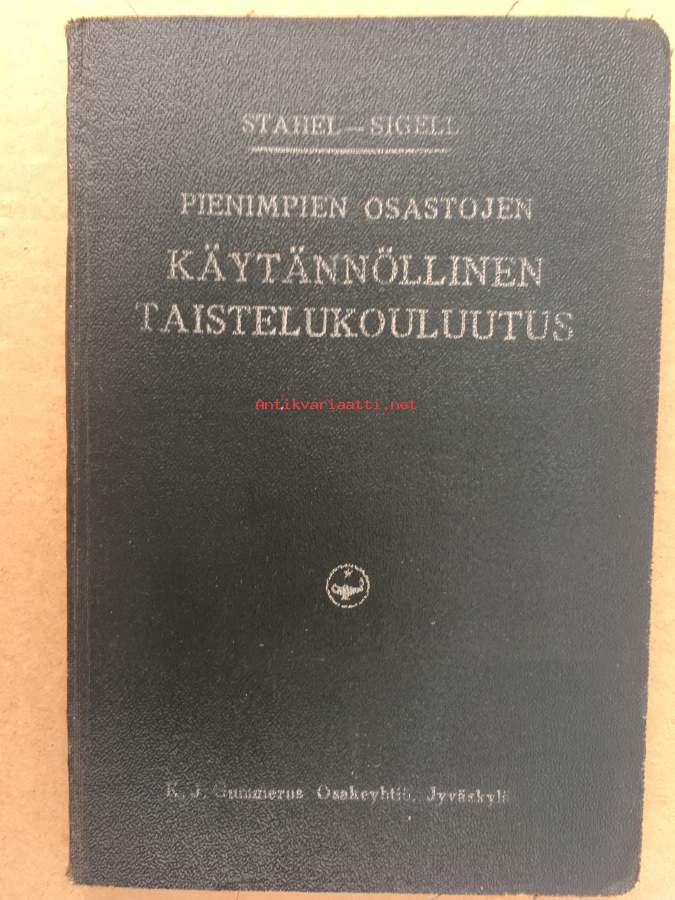 STAHEL—SIGELL
PIENIMPIEN OSASTOJEN
KÄYTÄNNÖLLINEN
TAISTELUKOULUUTUS
Antikvariaatti.net
K. J. Gummerus Osakeyhtiö, Jyväskylä